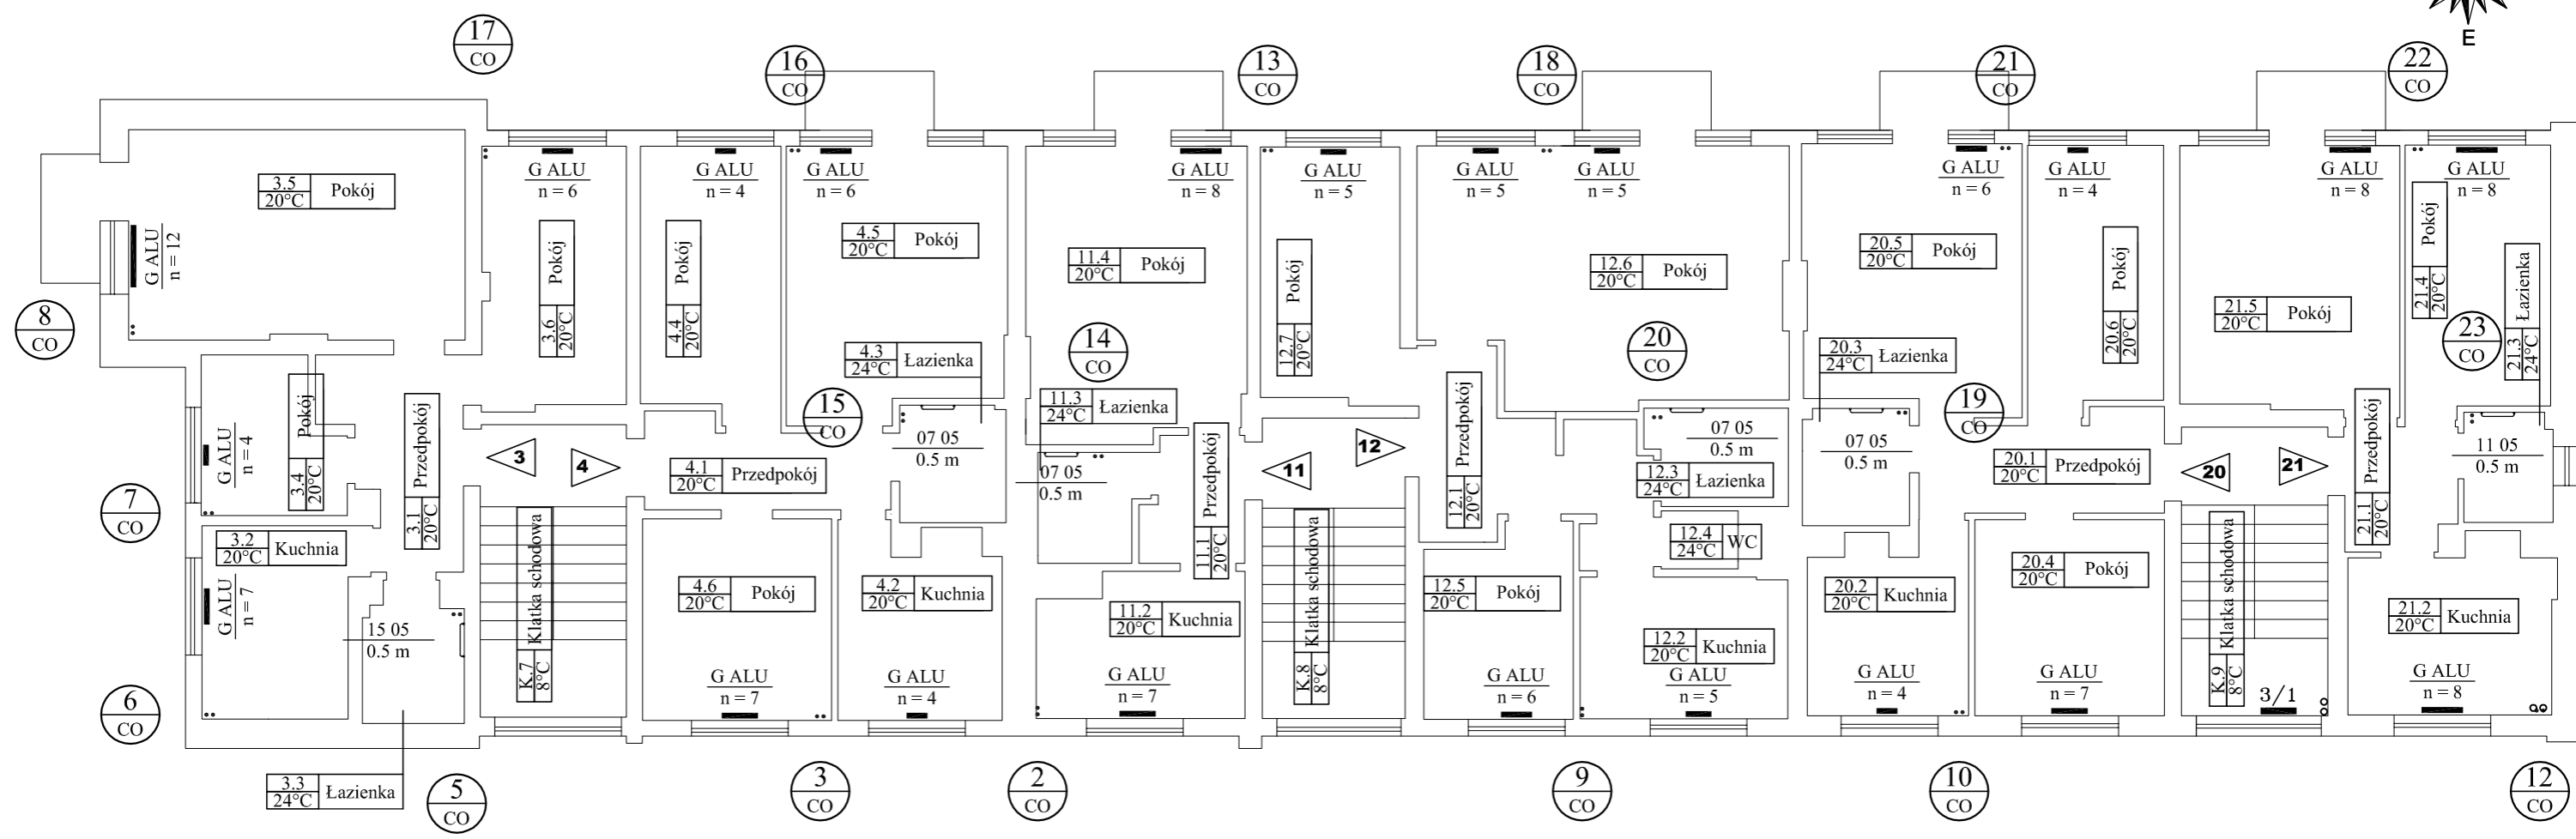 E
17
CO
16
CO
13
CO
18
CO
21
CO
22
CO
G ALU
n = 6
G ALU
n = 4
G ALU
n = 6
G ALU
n = 8
G ALU
n = 5
G ALU
n = 5
G ALU
n = 5
G ALU
n = 6
G ALU
n = 4
G ALU
n = 8
G ALU
n = 8
3.5
20°C
Pokój
G ALU
n = 12
3.6
20°C
Pokój
4.4
20°C
Pokój
4.5
20°C
Pokój
11.4
20°C
Pokój
12.7
20°C
Pokój
12.6
20°C
Pokój
20.5
20°C
Pokój
20.6
20°C
Pokój
21.5
20°C
Pokój
21.4
20°C
Pokój
21.3
24°C
Łazienka
8
CO
4.3
24°C
Łazienka
14
CO
20
CO
20.3
24°C
Łazienka
23
CO
15
CO
11.3
24°C
Łazienka
19
CO
G ALU
n = 4
3.4
20°C
Pokój
3.1
20°C
Przedpokój
3
4
4.1
20°C
Przedpokój
07 05
0.5 m
07 05
0.5 m
11.1
20°C
Przedpokój
11
12
12.1
20°C
Przedpokój
07 05
0.5 m
12.3
24°C
Łazienka
07 05
0.5 m
20.1
20°C
Przedpokój
20
21
21.1
20°C
Przedpokój
11 05
0.5 m
7
CO
3.2
20°C
Kuchnia
G ALU
n = 7
15 05
0.5 m
K.7
8°C
Klatka schodowa
4.6
20°C
Pokój
4.2
20°C
Kuchnia
11.2
20°C
Kuchnia
K.8
8°C
Klatka schodowa
12.5
20°C
Pokój
12.4
24°C
WC
12.2
20°C
Kuchnia
20.2
20°C
Kuchnia
20.4
20°C
Pokój
K.9
8°C
Klatka schodowa
21.2
20°C
Kuchnia
6
CO
G ALU
n = 7
G ALU
n = 4
G ALU
n = 7
G ALU
n = 6
G ALU
n = 5
G ALU
n = 4
G ALU
n = 7
3/1
G ALU
n = 8
3.3
24°C
Łazienka
5
CO
3
CO
2
CO
9
CO
10
CO
12
CO